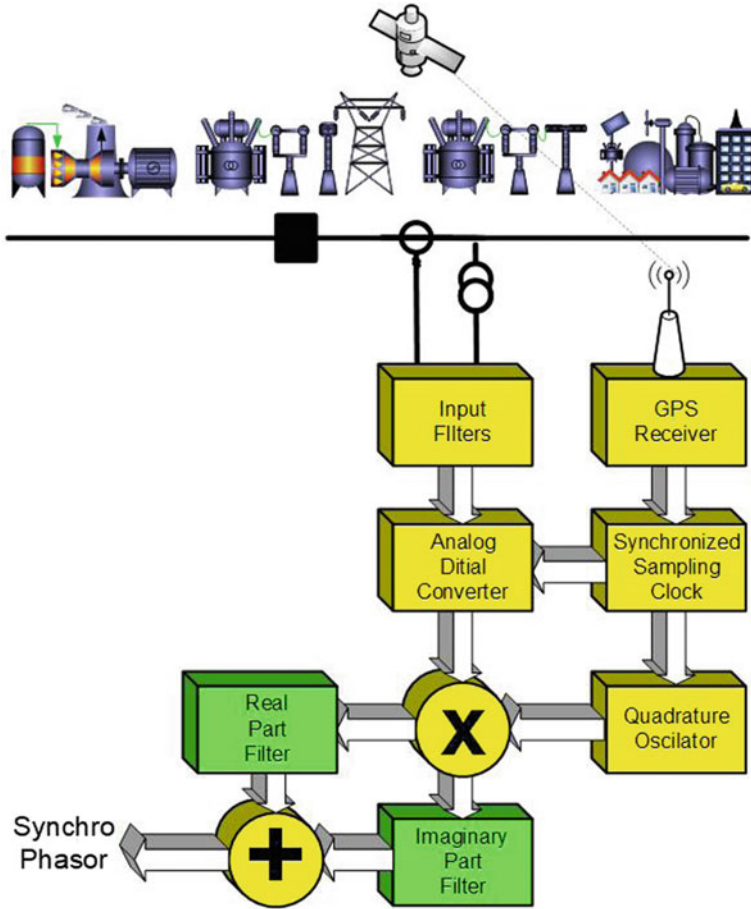 Input
FIlters
GPS
Receiver
Analog
Ditial
Converter
Synchronized
Sampling
Clock
Real
Part
Filter
X
Quadrature
Oscilator
Synchro
Phasor
+
Imaginary
Part
Filter